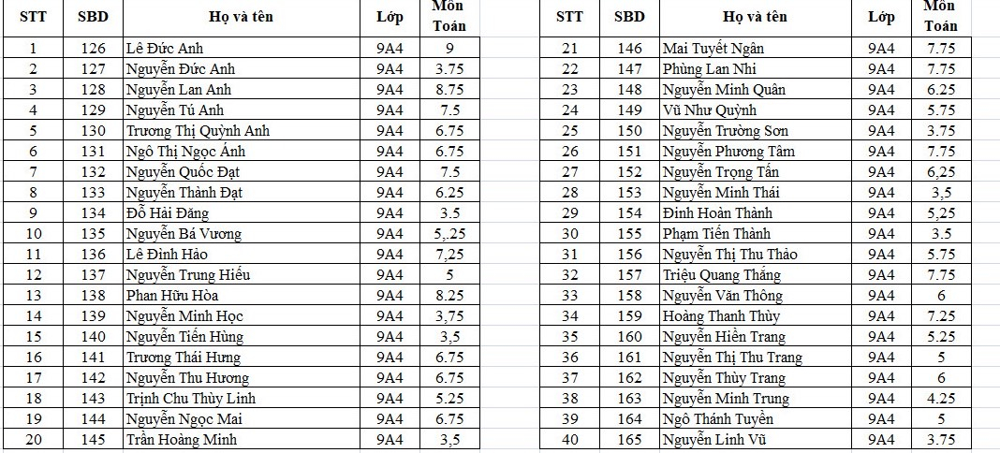 STT SBD Họ và tên Lớp Môn Toán
1 126 Lê Đức Anh 9A4 9
2 127 Nguyễn Đức Anh 9A4 3.75
3 128 Nguyễn Lan Anh 9A4 8.75
4 129 Nguyễn Tú Anh 9A4 7.5
5 130 Trương Thị Quỳnh Anh 9A4 6.75
6 131 Ngô Thị Ngọc Ánh 9A4 6.75
7 132 Nguyễn Quốc Đạt 9A4 7.5
8 133 Nguyễn Thành Đạt 9A4 6.25
9 134 Đỗ Hải Đăng 9A4 3.5
10 135 Nguyễn Bá Vương 9A4 5,.25
11 136 Lê Đình Hảo 9A4 7,25
12 137 Nguyễn Trung Hiếu 9A4 5
13 138 Phan Hữu Hòa 9A4 8.25
14 139 Nguyễn Minh Học 9A4 3,75
15 140 Nguyễn Tiến Hùng 9A4 3,5
16 141 Trương Thái Hưng 9A4 6.75
17 142 Nguyễn Thu Hương 9A4 6.75
18 143 Trịnh Chu Thùy Linh 9A4 5.25
19 144 Nguyễn Ngọc Mai 9A4 6.75
20 145 Trần Hoàng Minh 9A4 3,5
STT SBD Họ và tên Lớp Môn Toán
21 146 Mai Tuyết Ngân 9A4 7.75
22 147 Phùng Lan Nhi 9A4 7.75
23 148 Nguyễn Minh Quân 9A4 6.25
24 149 Vũ Như Quỳnh 9A4 5.75
25 150 Nguyễn Trường Sơn 9A4 3.75
26 151 Nguyễn Phương Tâm 9A4 7.75
27 152 Nguyễn Trọng Tấn 9A4 6,25
28 153 Nguyễn Minh Thái 9A4 3,5
29 154 Đinh Hoàn Thành 9A4 5,25
30 155 Phạm Tiến Thành 9A4 3.5
31 156 Nguyễn Thị Thu Thảo 9A4 5.75
32 157 Triệu Quang Thắng 9A4 7.75
33 158 Nguyễn Văn Thông 9A4 6
34 159 Hoàng Thanh Thùy 9A4 7.25
35 160 Nguyễn Hiền Trang 9A4 5.25
36 161 Nguyễn Thị Thu Trang 9A4 5
37 162 Nguyễn Thùy Trang 9A4 6
38 163 Nguyễn Minh Trung 9A4 4.25
39 164 Ngô Thánh Tuyền 9A4 5
40 165 Nguyễn Linh Vũ 9A4 3.75